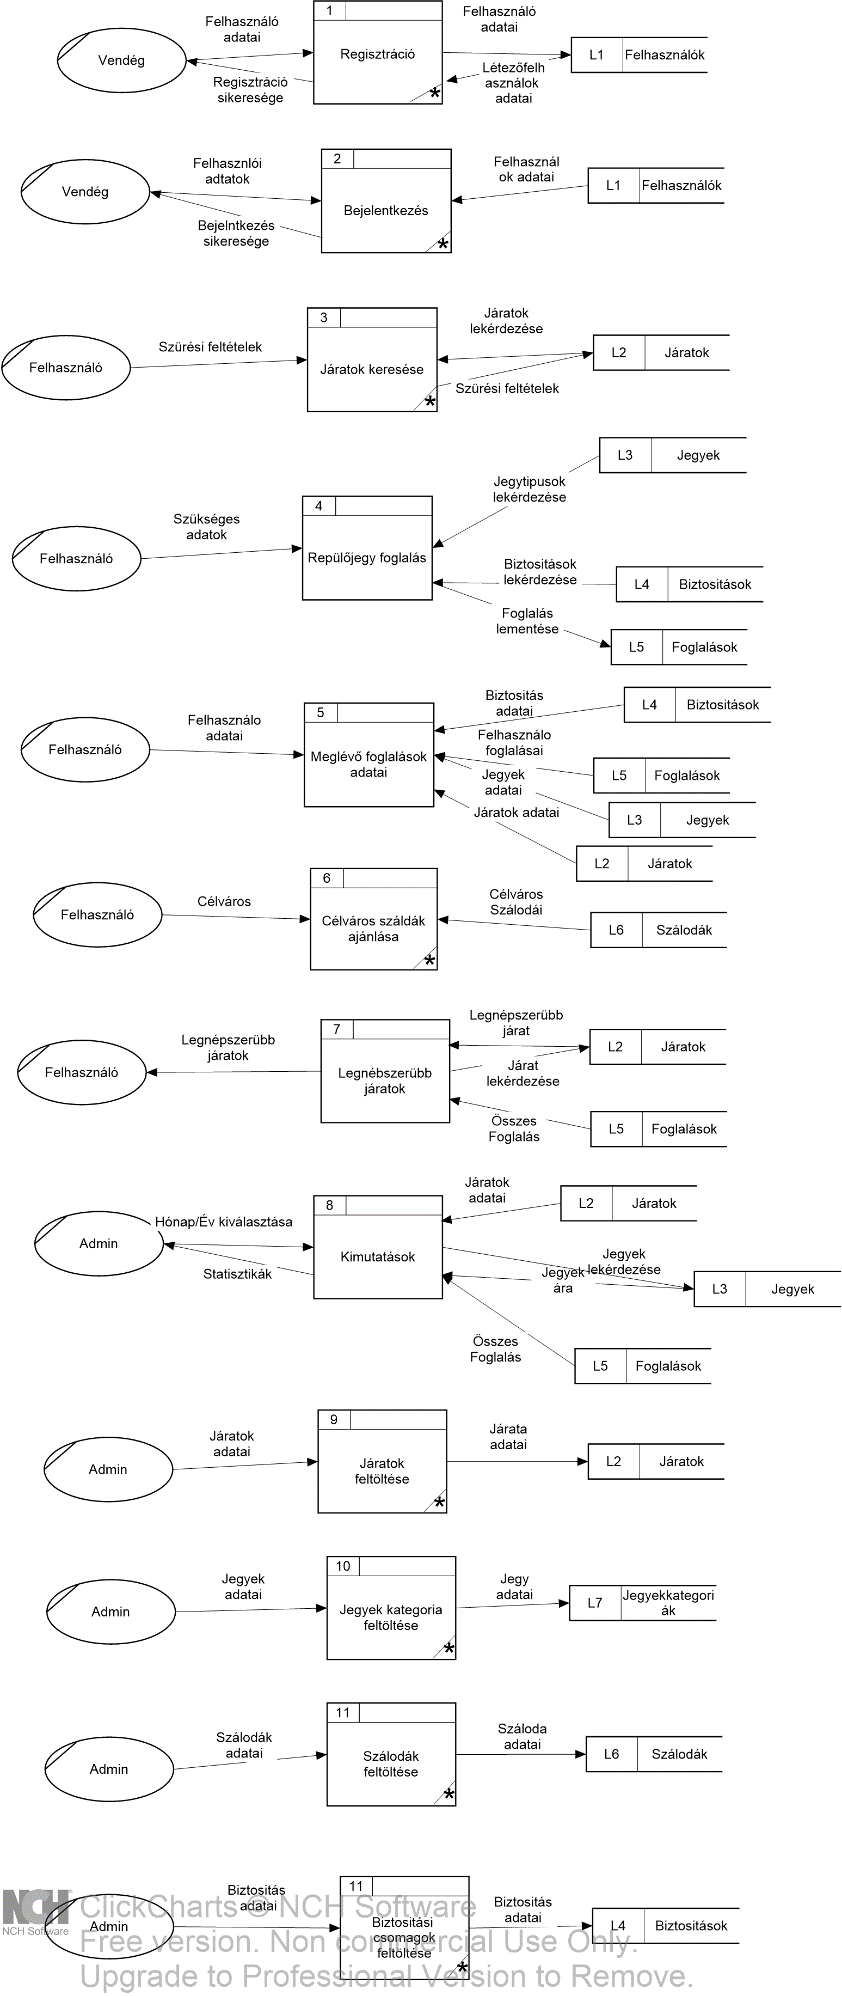 1
Felhasználó
adatai
Felhasználó
adatai
Vendég
Regisztráció
L1
Felhasználók
Regisztráció
sikeresége
Létezőfelh
asználok
adatai
*
2
Felhasznlói
adtatok
Felhasznál
ok adatai
Vendég
Bejelentkezés
L1
Felhasználók
Bejelntkezés
sikeresége
*
3
Járatok
lekérdezése
Szürési feltételek
Felhasználó
Járatok keresése
L2
Járatok
Szürési feltételek
*
L3
Jegyek
Jegytipusok
lekérdezése
4
Szükséges
adatok
Felhasználó
Repülőjegy foglalás
Biztositások
lekérdezése
L4
Biztositások
Foglalás
lementése
L5
Foglalások
5
Biztositás
adatai
L4
Biztositások
Felhasználo
adatai
Felhasználó
Meglévő foglalások
adatai
Felhasználo
foglalásai
L5
Foglalások
Jegyek
adatai
Járatok adatai
L3
Jegyek
L2
Járatok
6
Célváros
Célváros
Szálodái
Felhasználó
Célváros száldák
ajánlása
L6
Szálodák
*
7
Legnépszerübb
járatok
Legnépszerübb
járat
Felhasználó
Legnébszerübb
járatok
L2
Járatok
Járat
lekérdezése
Összes
Foglalás
L5
Foglalások
8
Járatok
adatai
L2
Járatok
Hónap/Év kiválasztása
Admin
Kimutatások
Statisztikák
Jegyek
lekérdezése
Jegyek
ára
L3
Jegyek
Összes
Foglalás
L5
Foglalások
9
Járatok
adatai
Járata
adatai
Admin
Járatok
feltöltése
L2
Járatok
*
10
Jegyek
adatai
Jegy
adatai
Admin
Jegyek kategoria
feltöltése
L7
Jegyekkategori
ák
*
11
Szálodák
adatai
Száloda
adatai
Admin
Szálodák
feltöltése
L6
Szálodák
*
11
Biztositás
adatai
Biztositás
adatai
Admin
Biztositási
csomagok
feltöltése
L4
Biztositások
*
NCH
NCH Software
ClickCharts © NCH Software
Free version. Non commercial Use Only.
Upgrade to Professional Version to Remove.